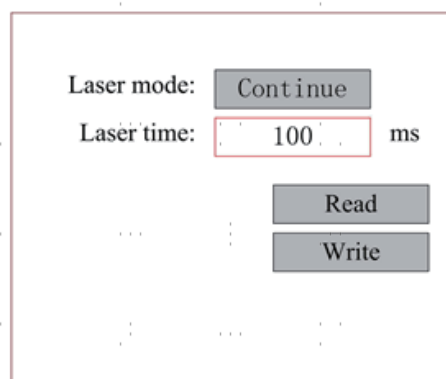 Laser mode: Continue
Laser time: 100 ms
Read
Write